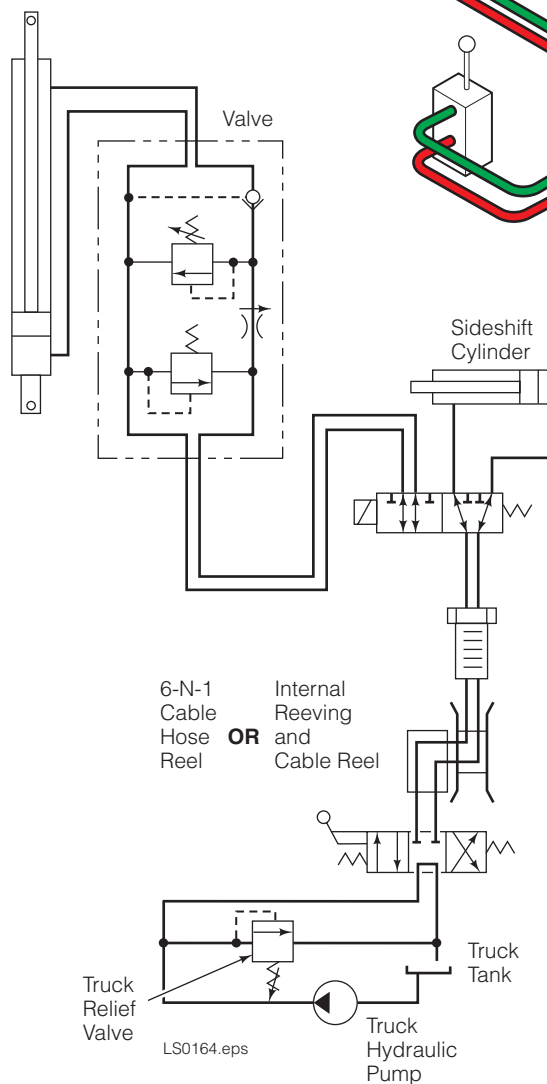 Valve
Sideshift
Cylinder
6-N-1
Cable
Hose
Reel
OR
Internal
Reeving
and
Cable Reel
Truck
Relief
Valve
Truck
Tank
Truck
Hydraulic
Pump
LS0164.eps